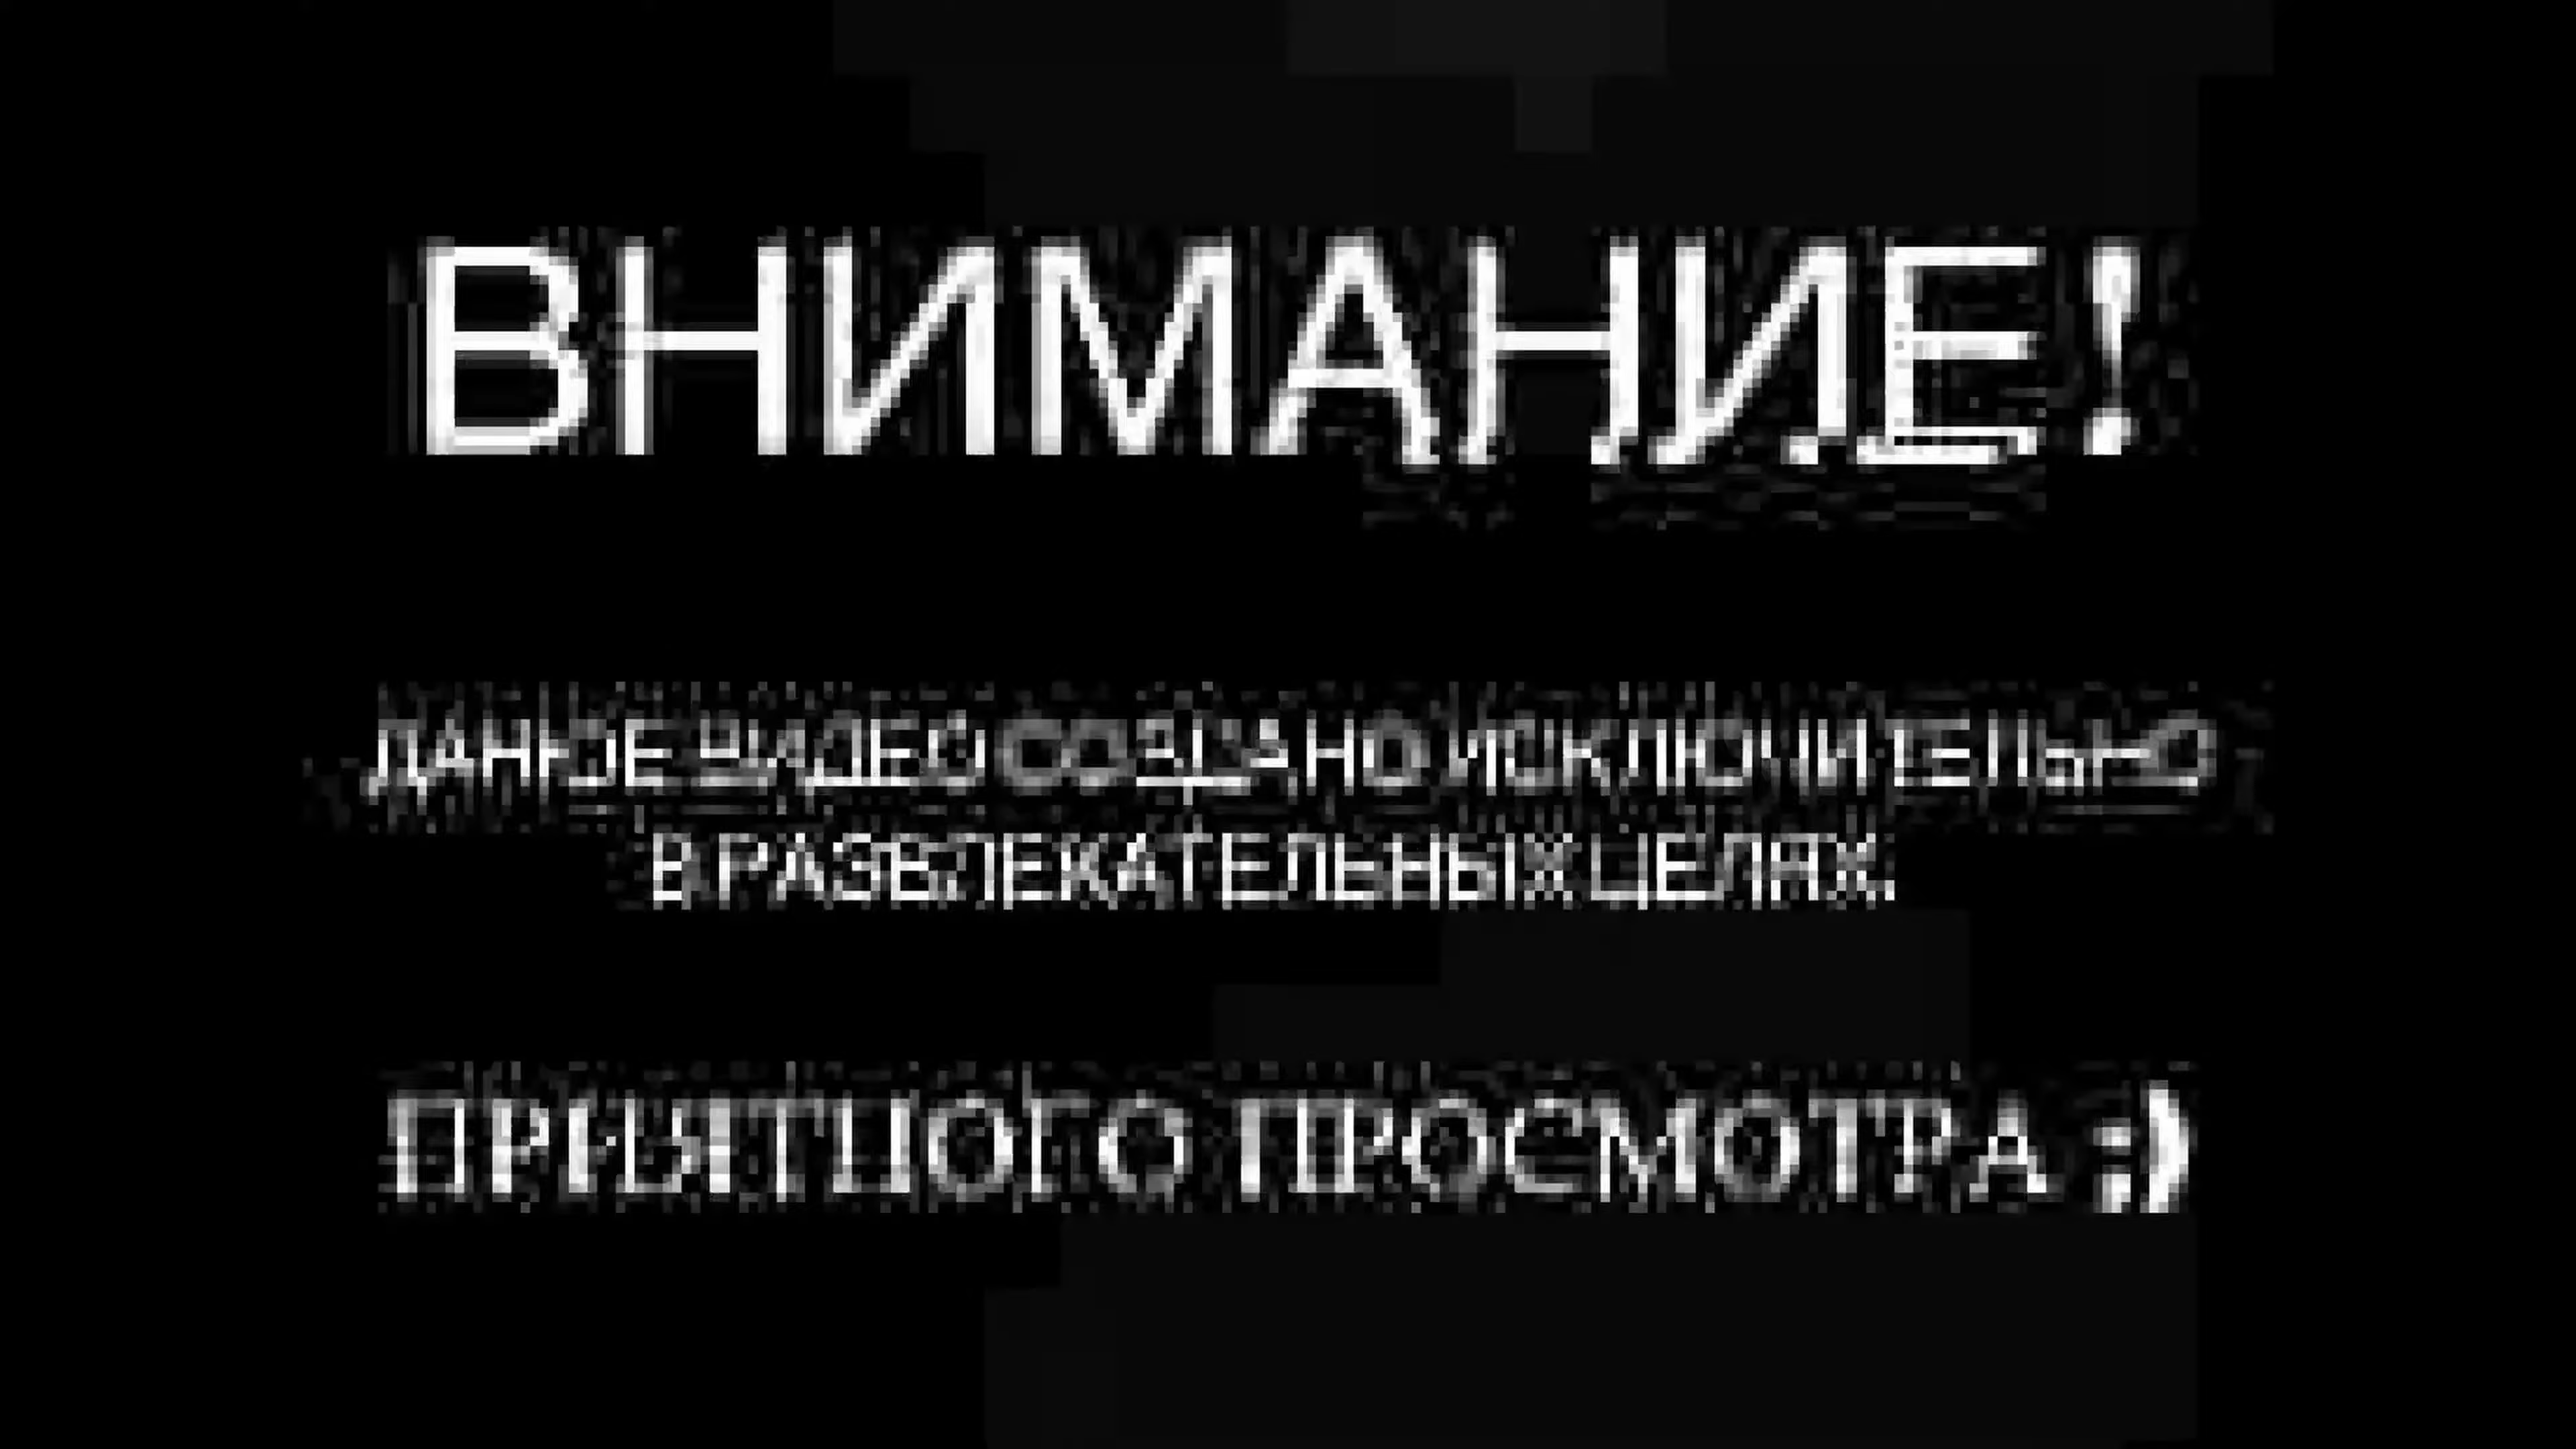 ВНИМАНИЕ!
ДАННОЕ ВИДЕО СОЗДАНО ИСКЛЮЧИТЕЛЬНО
В РАЗВЛЕКАТЕЛЬНЫХ ЦЕЛЯХ.
ПРИЯТНОГО ПРОСМОТРА ;)